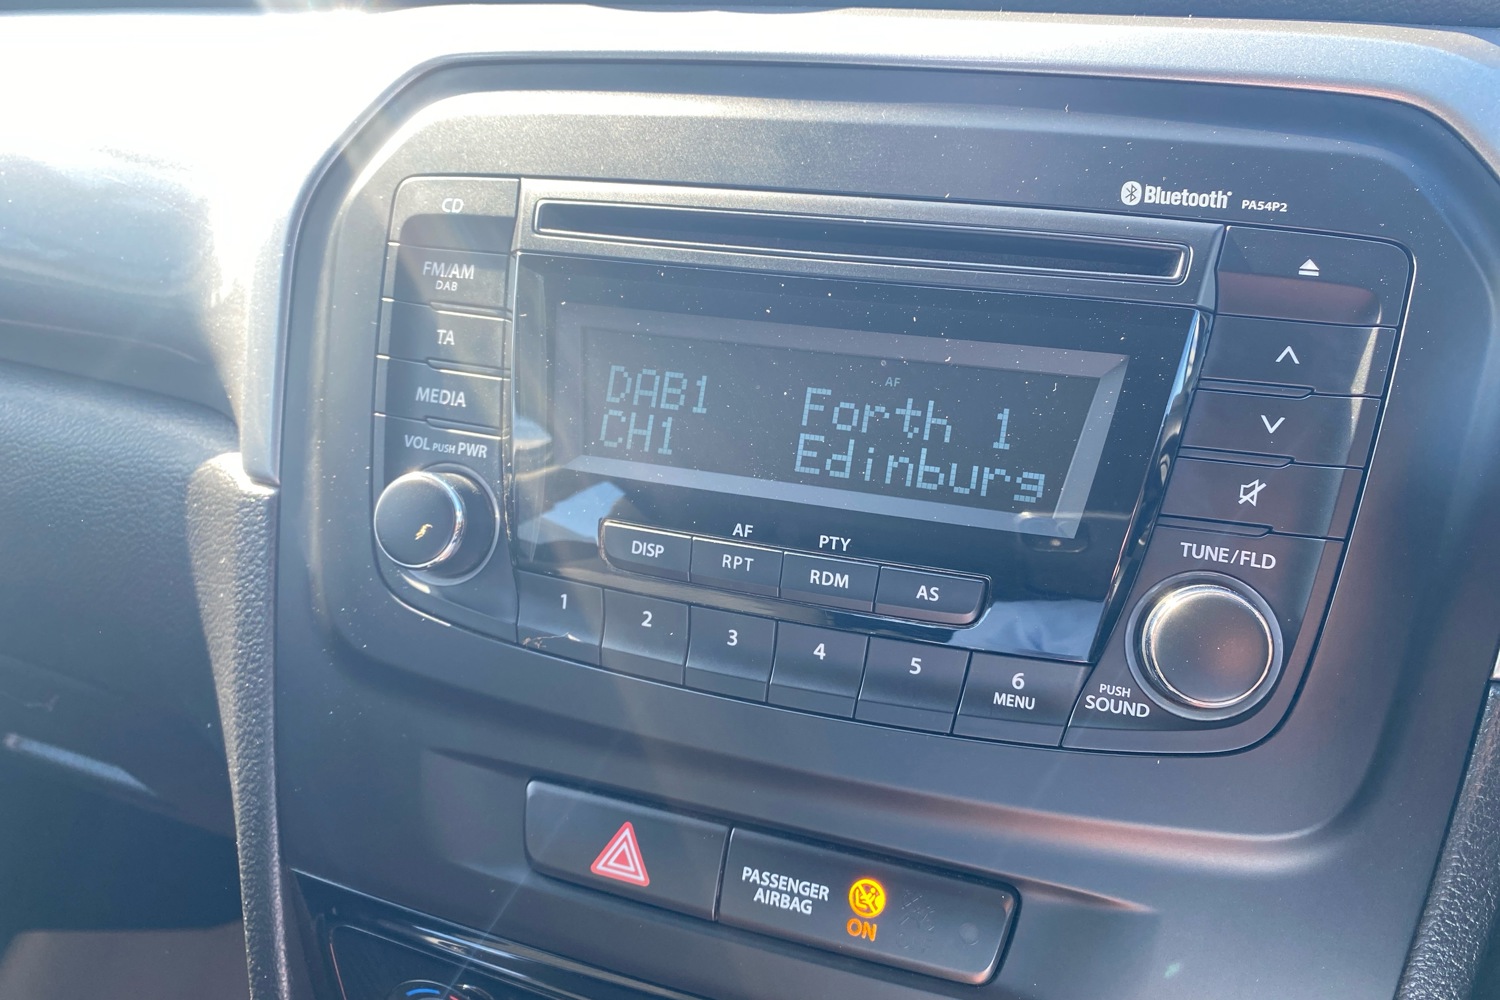 Bluetooth PA54P2
CD
FM/AM
DAB
TA
MEDIA
VOL PUSH PWR
AF
DAB1
CH1
Forth 1
Edinburg
AF
PTY
DISP
RPT
RDM
AS
1
2
3
4
5
6
MENU
TUNE/FLD
PUSH
SOUND
PASSENGER
AIRBAG
ON